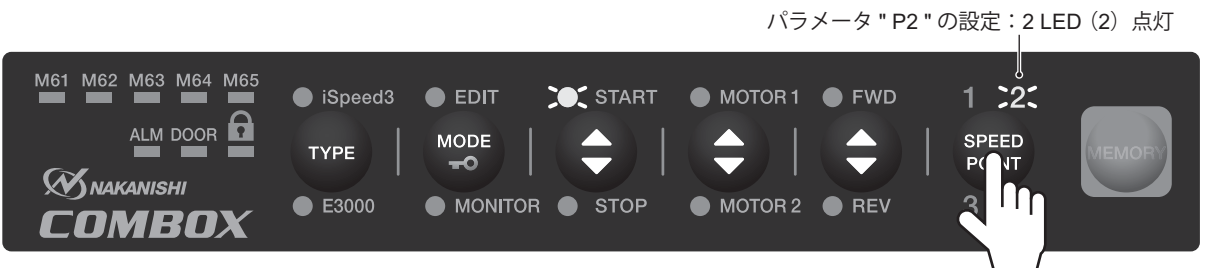 パラメータ " P2 " の設定：2 LED（2）点灯
M61 M62 M63 M64 M65
iSpeed3 EDIT START MOTOR 1 FWD 1 2
ALM DOOR
TYPE MODE SPEED POINT MEMORY
NAKANISHI
E3000 MONITOR STOP MOTOR 2 REV 3
COMBOX